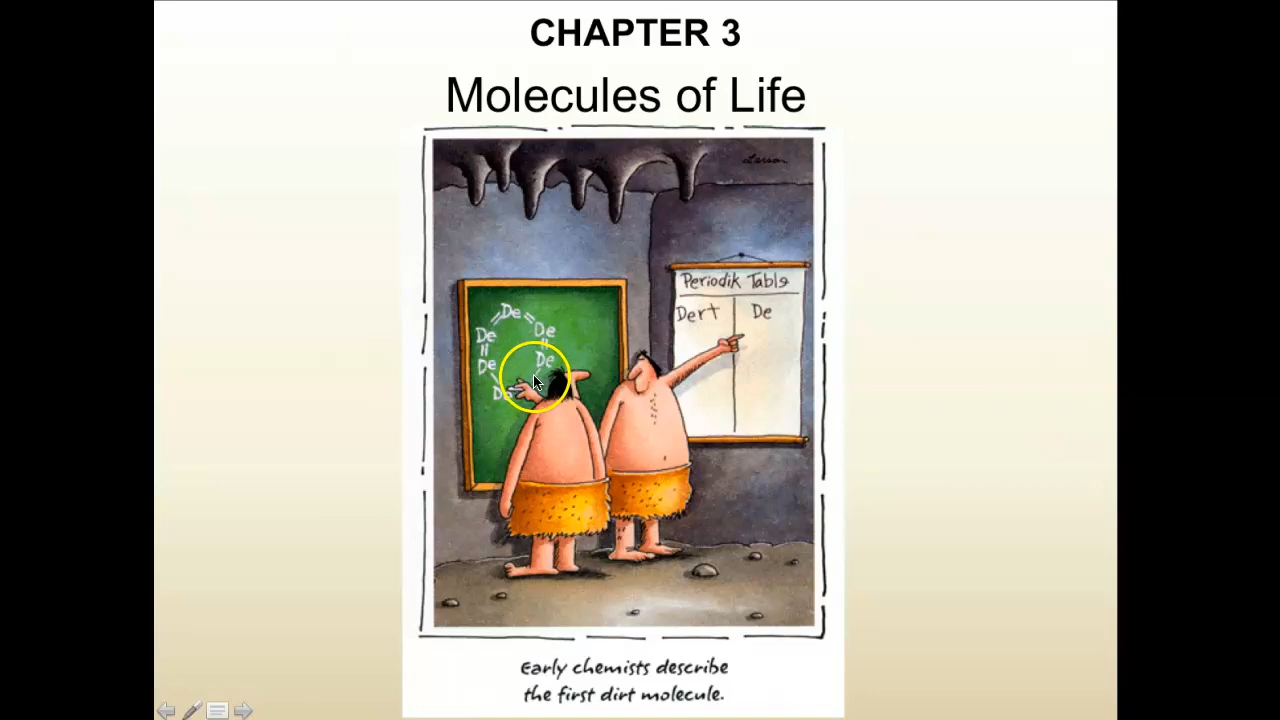 CHAPTER 3
Molecules of Life
Larson
De
De
De
De
De
De
Periodik Table
Dert
De
Early chemists describe
the first dirt molecule.